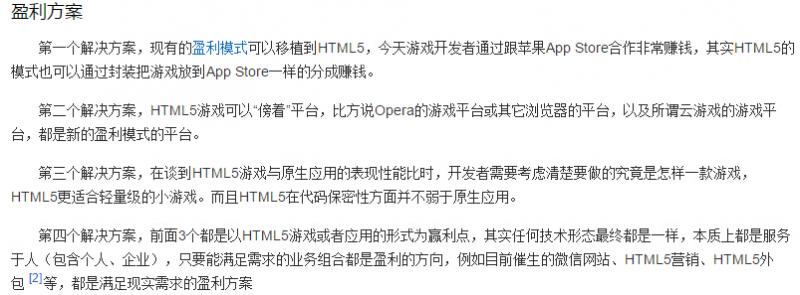 盈利方案
第一个解决方案，现有的盈利模式可以移植到HTML5，今天游戏开发者通过跟苹果App Store合作非常赚钱，其实HTML5的
模式也可以通过封装把游戏放到App Store一样的分成赚钱。
第二个解决方案，HTML5游戏可以“傍着”平台，比方说Opera的游戏平台或其它浏览器的平台，以及所谓云游戏的游戏平
台，都是新的盈利模式的平台。
第三个解决方案，在谈到HTML5游戏与原生应用的表现性能比时，开发者需要考虑清楚要做的究竟是怎样一款游戏，
HTML5更适合轻量级的小游戏。而且HTML5在代码保密性方面并不弱于原生应用。
第四个解决方案，前面3个都是以HTML5游戏或者应用的形式为赢利点，其实任何技术形态最终都是一样，本质上都是服务
于人（包含个人、企业），只要能满足需求的业务组合都是盈利的方向，例如目前催生的微信网站、HTML5营销、HTML5外
包 [2]等，都是满足现实需求的盈利方案